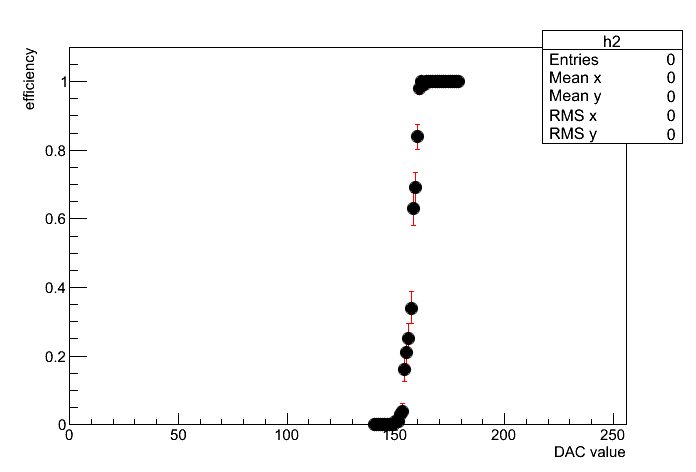 efficiency
h2
Entries 0
Mean x 0
Mean y 0
RMS x 0
RMS y 0
1
0.8
0.6
0.4
0.2
0
0 50 100 150 200 250
DAC value